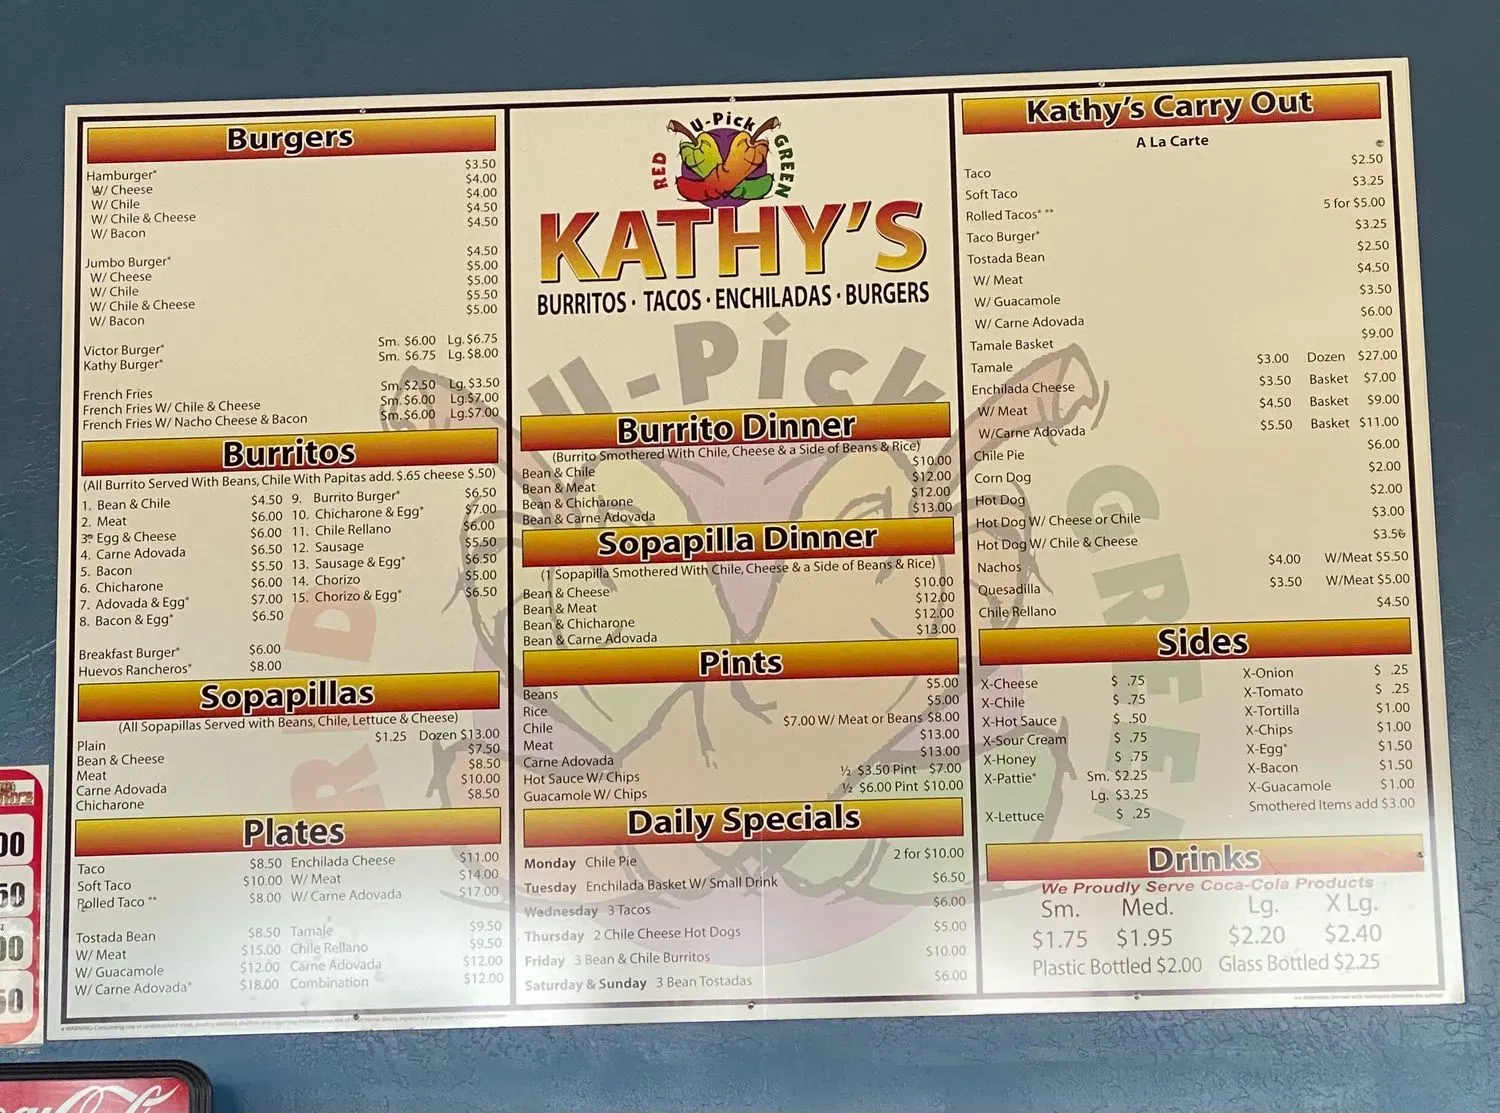 Burgers
Hamburger* $3.50
W/ Cheese $4.00
W/ Chile $4.00
W/ Chile & Cheese $4.50
W/ Bacon $4.50
Jumbo Burger* $4.50
W/ Cheese $5.00
W/ Chile $5.00
W/ Chile & Cheese $5.50
W/ Bacon $5.00
Victor Burger* Sm. $6.00 Lg. $6.75
Kathy Burger* Sm. $6.75 Lg. $8.00
French Fries Sm. $2.50 Lg. $3.50
French Fries W/ Chile & Cheese Sm. $6.00 Lg. $7.00
French Fries W/ Nacho Cheese & Bacon Sm. $6.00 Lg. $7.00
Burritos
(All Burrito Served With Beans, Chile With Papitas add. $.65 cheese $.50)
1. Bean & Chile $4.50 9. Burrito Burger* $6.50
2. Meat $6.00 10. Chicharone & Egg* $7.00
3. Egg & Cheese $6.00 11. Chile Rellano $6.00
4. Carne Adovada $6.50 12. Sausage $5.50
5. Bacon $5.50 13. Sausage & Egg* $6.50
6. Chicharone $6.00 14. Chorizo $5.00
7. Adovada & Egg* $7.00 15. Chorizo & Egg* $6.50
8. Bacon & Egg* $6.50
Breakfast Burger* $6.00
Huevos Rancheros* $8.00
Sopapillas
(All Sopapillas Served with Beans, Chile, Lettuce & Cheese)
Plain $1.25 Dozen $13.00
Bean & Cheese $7.50
Meat $8.50
Carne Adovada $10.00
Chicharone $8.50
Plates
Taco $8.50 Enchilada Cheese $11.00
Soft Taco $10.00 W/ Meat $14.00
Rolled Taco ** $8.00 W/ Carne Adovada $17.00
Tostada Bean $8.50 Tamale $9.50
W/ Meat $15.00 Chile Rellano $9.50
W/ Guacamole $12.00 Carne Adovada $12.00
W/ Carne Adovada* $18.00 Combination $12.00
RED U-Pick GREEN
KATHY'S
BURRITOS · TACOS · ENCHILADAS · BURGERS
RED U-Pick GREEN
Burrito Dinner
(Burrito Smothered With Chile, Cheese & a Side of Beans & Rice)
Bean & Chile $10.00
Bean & Meat $12.00
Bean & Chicharone $12.00
Bean & Carne Adovada $13.00
Sopapilla Dinner
(1 Sopapilla Smothered With Chile, Cheese & a Side of Beans & Rice)
Bean & Cheese $10.00
Bean & Meat $12.00
Bean & Chicharone $12.00
Bean & Carne Adovada $13.00
Pints
Beans $5.00
Rice $5.00
Chile $7.00 W/ Meat or Beans $8.00
Meat $13.00
Carne Adovada $13.00
Hot Sauce W/ Chips ½ $3.50 Pint $7.00
Guacamole W/ Chips ½ $6.00 Pint $10.00
Daily Specials
Monday Chile Pie 2 for $10.00
Tuesday Enchilada Basket W/ Small Drink $6.50
Wednesday 3 Tacos $6.00
Thursday 2 Chile Cheese Hot Dogs $5.00
Friday 3 Bean & Chile Burritos $10.00
Saturday & Sunday 3 Bean Tostadas $6.00
Kathy's Carry Out
A La Carte
Taco $2.50
Soft Taco $3.25
Rolled Tacos* ** 5 for $5.00
Taco Burger* $3.25
Tostada Bean $2.50
W/ Meat $4.50
W/ Guacamole $3.50
W/ Carne Adovada $6.00
Tamale Basket $9.00
Tamale $3.00 Dozen $27.00
Enchilada Cheese $3.50 Basket $7.00
W/ Meat $4.50 Basket $9.00
W/Carne Adovada $5.50 Basket $11.00
Chile Pie $6.00
Corn Dog $2.00
Hot Dog $2.00
Hot Dog W/ Cheese or Chile $3.00
Hot Dog W/ Chile & Cheese $3.50
Nachos $4.00 W/Meat $5.50
Quesadilla $3.50 W/Meat $5.00
Chile Rellano $4.50
Sides
X-Cheese $ .75 X-Onion $ .25
X-Chile $ .75 X-Tomato $ .25
X-Hot Sauce $ .50 X-Tortilla $1.00
X-Sour Cream $ .75 X-Chips $1.00
X-Honey $ .75 X-Egg* $1.50
X-Pattie* Sm. $2.25 X-Bacon $1.50
Lg. $3.25 X-Guacamole $1.00
X-Lettuce $ .25 Smothered Items add $3.00
Drinks
We Proudly Serve Coca-Cola Products
Sm. Med. Lg. X Lg.
$1.75 $1.95 $2.20 $2.40
Plastic Bottled $2.00 Glass Bottled $2.25